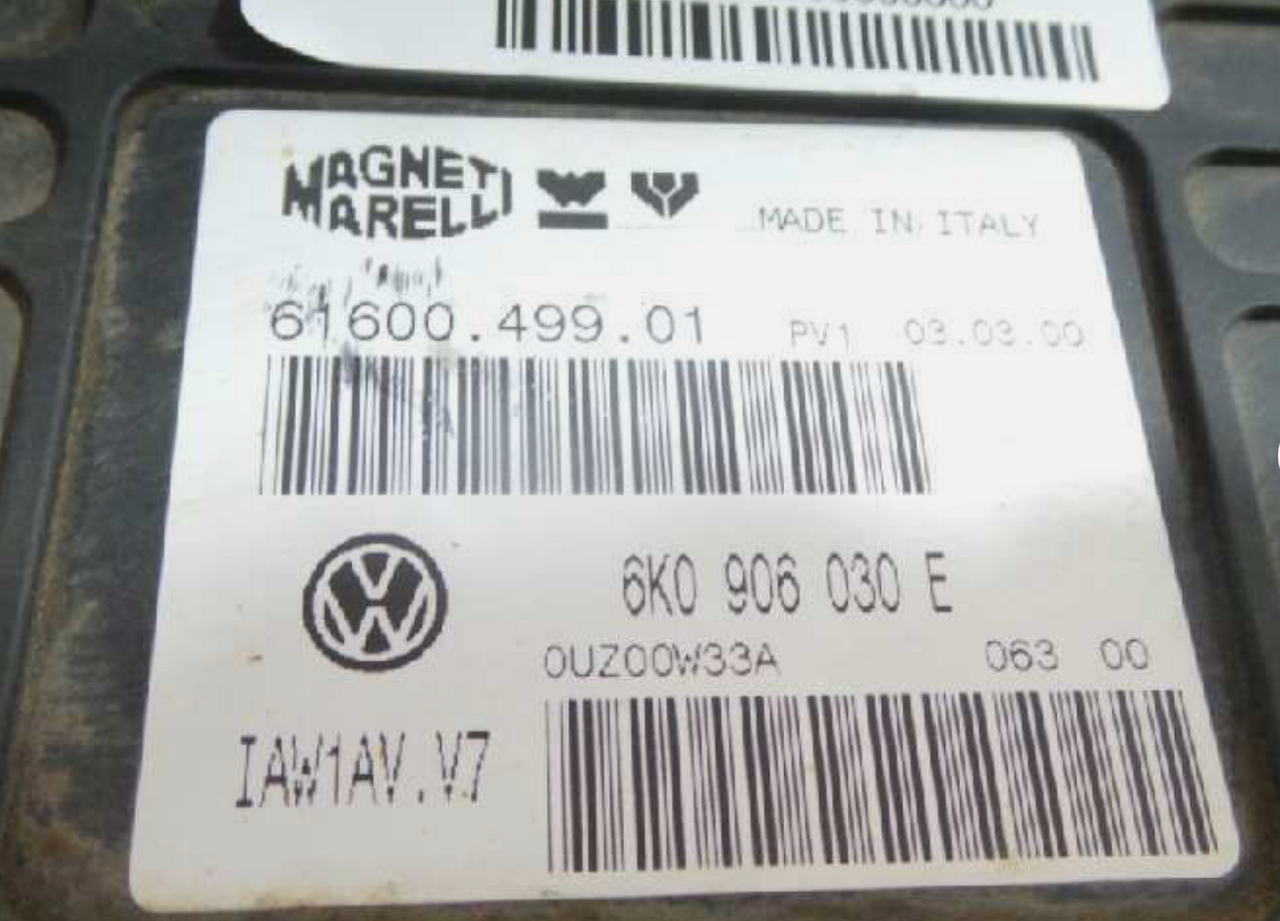 MAGNETI
MARELLI
MADE IN ITALY
61600.499.01 PV1 03.03.00
6K0 906 030 E
0UZ00W33A 063 00
IAW1AV.V7